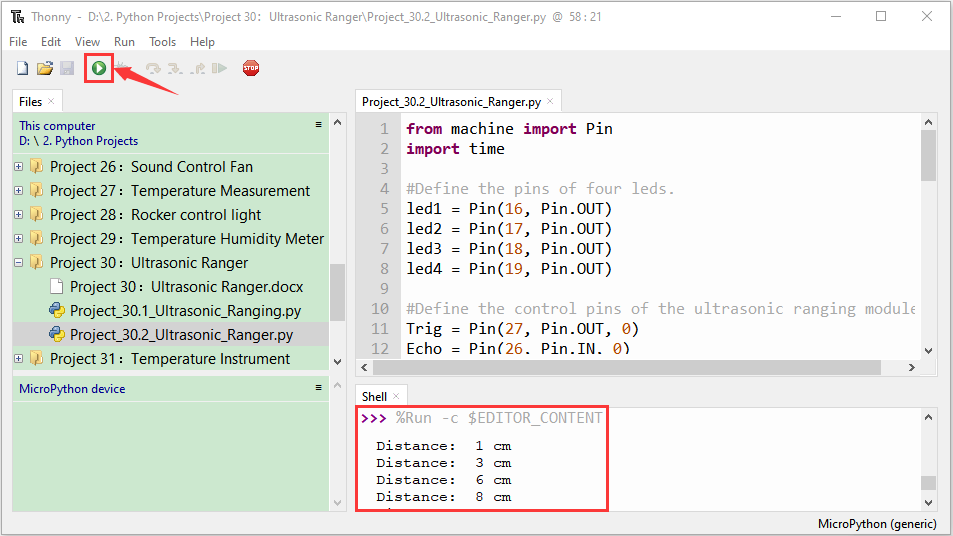 Thonny - D:\2. Python Projects\Project 30：Ultrasonic Ranger\Project_30.2_Ultrasonic_Ranger.py @ 58 : 21
File Edit View Run Tools Help
STOP
Files
This computer
D: \ 2. Python Projects
Project 26：Sound Control Fan
Project 27：Temperature Measurement
Project 28：Rocker control light
Project 29：Temperature Humidity Meter
Project 30：Ultrasonic Ranger
Project 30：Ultrasonic Ranger.docx
Project_30.1_Ultrasonic_Ranging.py
Project_30.2_Ultrasonic_Ranger.py
Project 31：Temperature Instrument
MicroPython device
Project_30.2_Ultrasonic_Ranger.py
1 from machine import Pin
2 import time
3
4 #Define the pins of four leds.
5 led1 = Pin(16, Pin.OUT)
6 led2 = Pin(17, Pin.OUT)
7 led3 = Pin(18, Pin.OUT)
8 led4 = Pin(19, Pin.OUT)
9
10 #Define the control pins of the ultrasonic ranging module
11 Trig = Pin(27, Pin.OUT, 0)
12 Echo = Pin(26, Pin.IN, 0)
Shell
>>> %Run -c $EDITOR_CONTENT
Distance: 1 cm
Distance: 3 cm
Distance: 6 cm
Distance: 8 cm
MicroPython (generic)